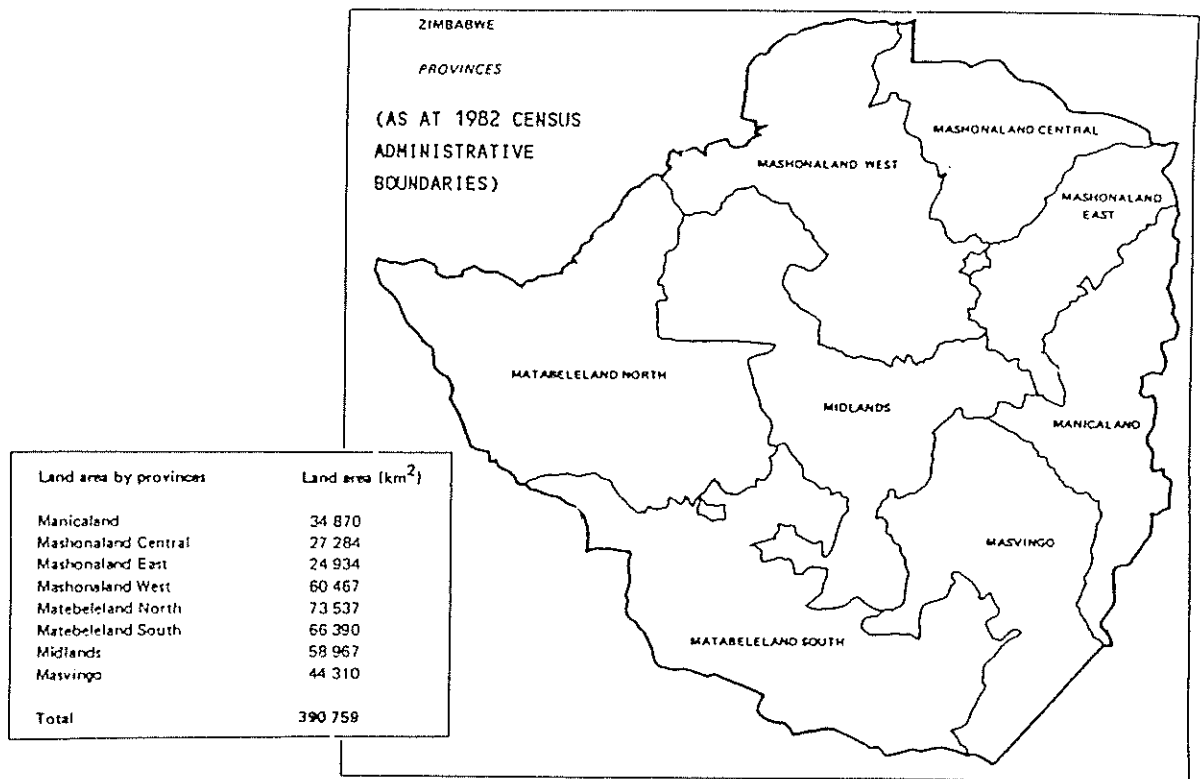 ZIMBABWE
PROVINCES
(AS AT 1982 CENSUS
ADMINISTRATIVE
BOUNDARIES)
MASHONALAND CENTRAL
MASHONALAND WEST
MASHONALAND
EAST
MATABELELAND NORTH
MIDLANDS
MANICALAND
MASVINGO
MATABELELAND SOUTH
Land area by provinces Land area (km²)
Manicaland 34 870
Mashonaland Central 27 284
Mashonaland East 24 934
Mashonaland West 60 467
Matebeleland North 73 537
Matebeleland South 66 390
Midlands 58 967
Masvingo 44 310
Total 390 759